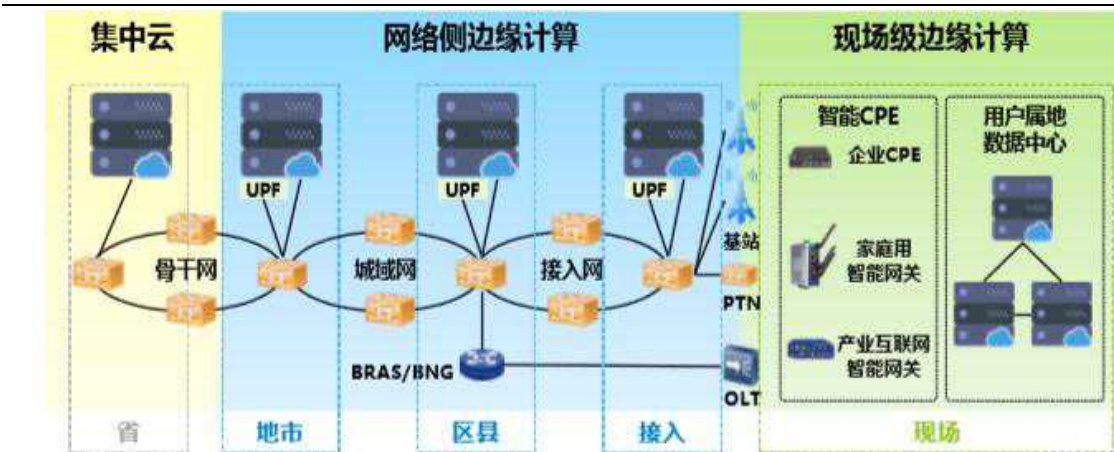 集中云
网络侧边缘计算
现场级边缘计算
智能CPE
用户属地
数据中心
企业CPE
UPF
UPF
UPF
基站
骨干网
城域网
接入网
家庭用
智能网关
PTN
产业互联网
智能网关
BRAS/BNG
OLT
省
地市
区县
接入
现场